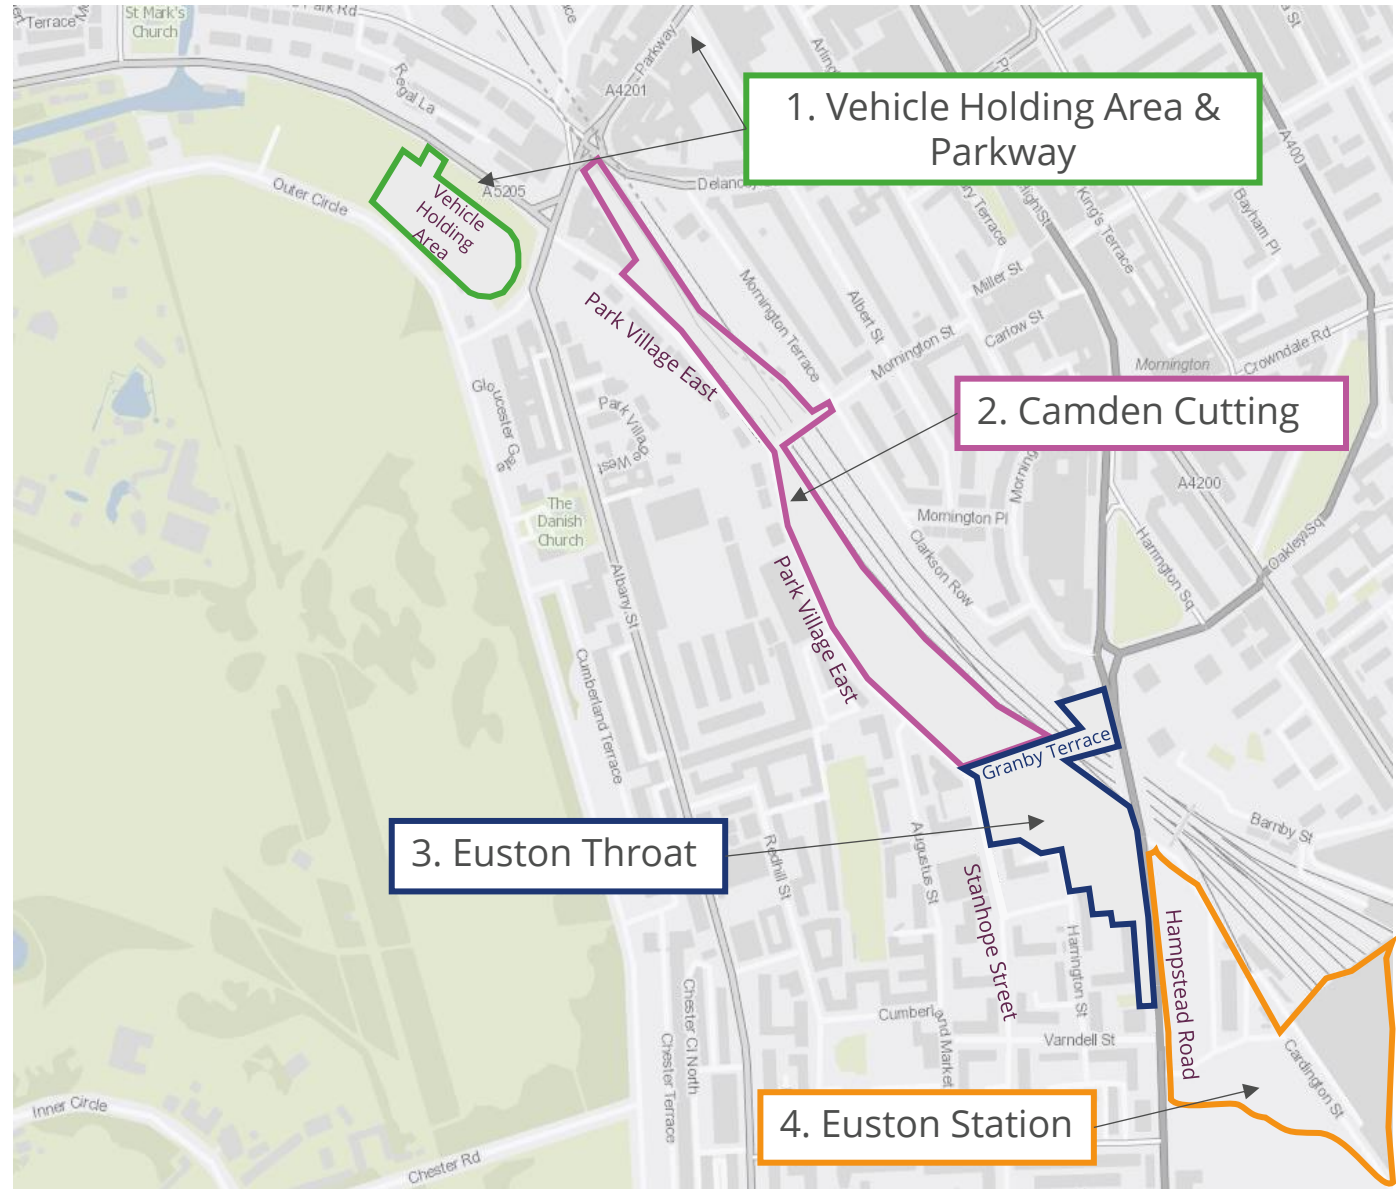 Terrace
St Mark's
Church
Park Rd
Regal La
A4201
Parkway
1. Vehicle Holding Area &
Parkway
A400
A5205
Outer Circle
Vehicle
Holding
Area
King's Terrace
Bayham Pl
Miller St
Mornington Terrace
Albert St
Carlow St
Mornington St
Mornington
Crowndale Rd
Park Village East
Gloucester Gate
Park Village
West
2. Camden Cutting
A4200
The
Danish
Church
Mornington Pl
Clarkson Row
Harrington Sq
Oakley Sq
Albany St
Park Village East
Cumberland Terrace
Granby Terrace
3. Euston Throat
Redhill St
Augustus St
Stanhope Street
Barnby St
Hampstead Road
Harrington St
Chester Cl North
Chester Terrace
Cumberland Market
Varndell St
Cardington St
Inner Circle
4. Euston Station
Chester Rd